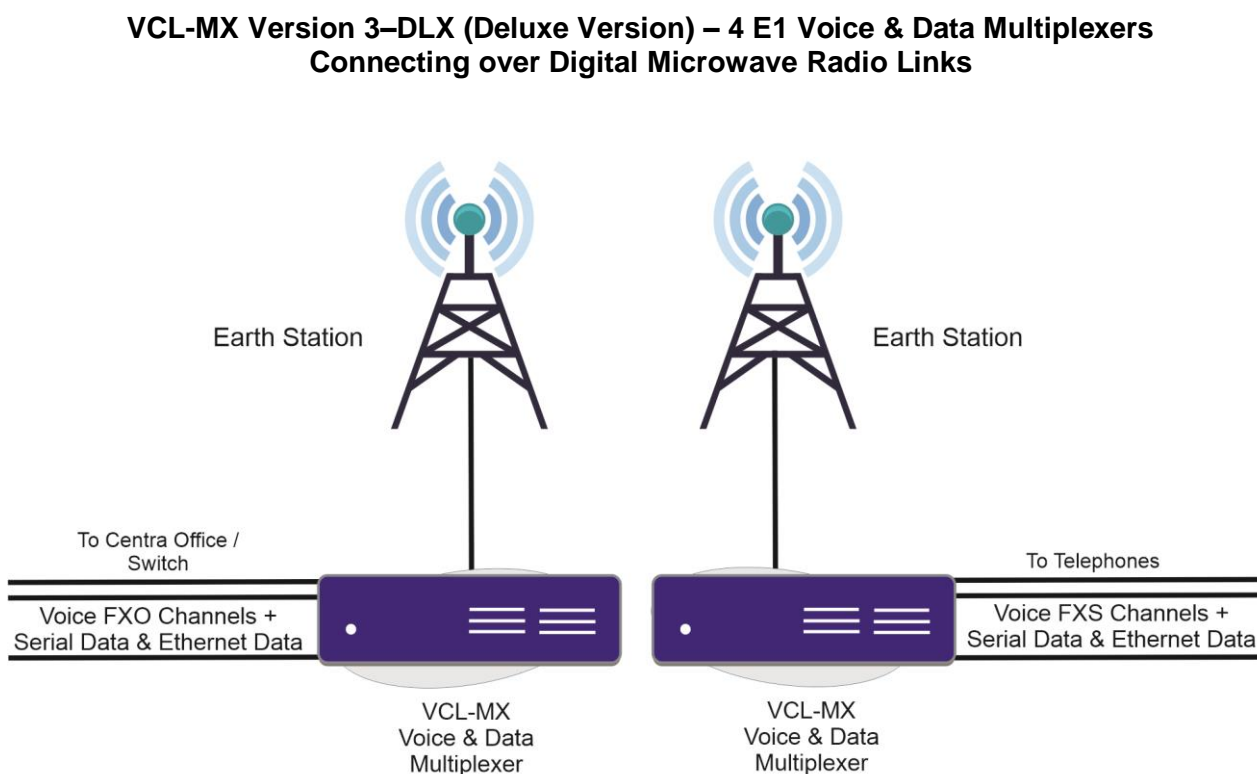 VCL-MX Version 3–DLX (Deluxe Version) – 4 E1 Voice & Data Multiplexers
Connecting over Digital Microwave Radio Links
Earth Station
Earth Station
To Centra Office /
Switch
Voice FXO Channels +
Serial Data & Ethernet Data
To Telephones
Voice FXS Channels +
Serial Data & Ethernet Data
VCL-MX
Voice & Data
Multiplexer
VCL-MX
Voice & Data
Multiplexer